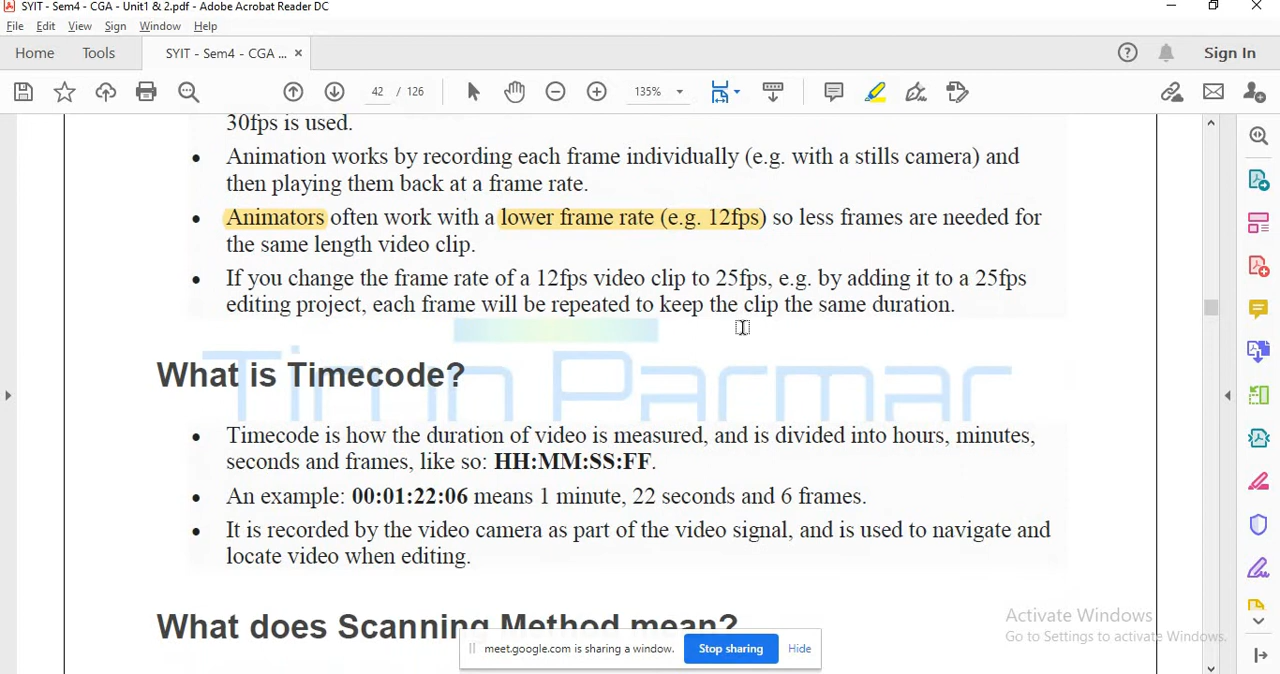 SYIT - Sem4 - CGA - Unit1 & 2.pdf - Adobe Acrobat Reader DC
File Edit View Sign Window Help
Home Tools SYIT - Sem4 - CGA ... × Sign In
42 / 126 135%
30fps is used.
• Animation works by recording each frame individually (e.g. with a stills camera) and
then playing them back at a frame rate.
• Animators often work with a lower frame rate (e.g. 12fps) so less frames are needed for
the same length video clip.
• If you change the frame rate of a 12fps video clip to 25fps, e.g. by adding it to a 25fps
editing project, each frame will be repeated to keep the clip the same duration.
What is Timecode?
• Timecode is how the duration of video is measured, and is divided into hours, minutes,
seconds and frames, like so: HH:MM:SS:FF.
• An example: 00:01:22:06 means 1 minute, 22 seconds and 6 frames.
• It is recorded by the video camera as part of the video signal, and is used to navigate and
locate video when editing.
What does Scanning Method mean?
Activate Windows
Go to Settings to activate Windows.
meet.google.com is sharing a window. Stop sharing Hide